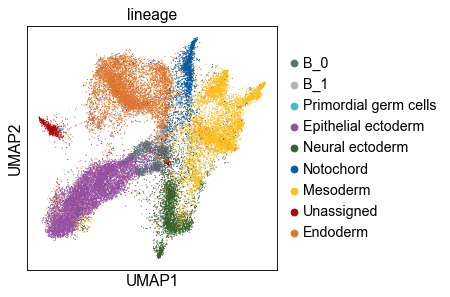 lineage
UMAP2
UMAP1
B_0
B_1
Primordial germ cells
Epithelial ectoderm
Neural ectoderm
Notochord
Mesoderm
Unassigned
Endoderm